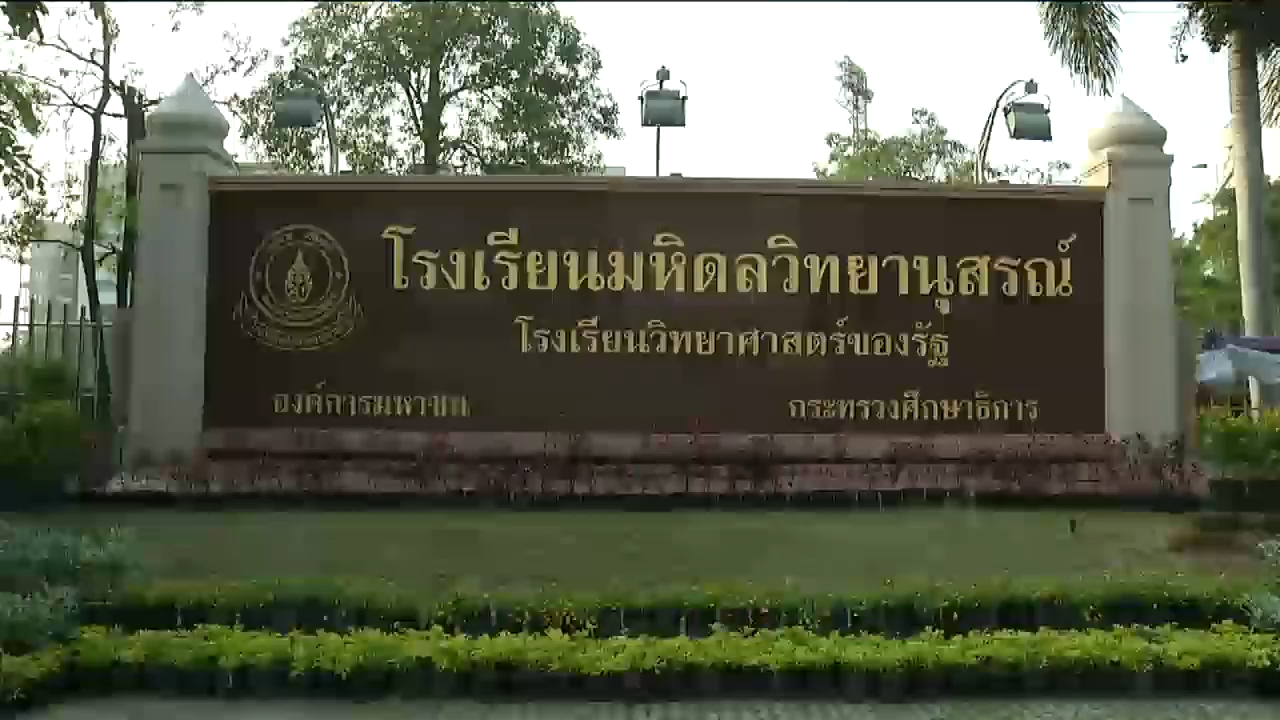 โรงเรียนมหิดลวิทยานุสรณ์
โรงเรียนวิทยาศาสตร์ของรัฐ
องค์การมหาชน
กระทรวงศึกษาธิการ